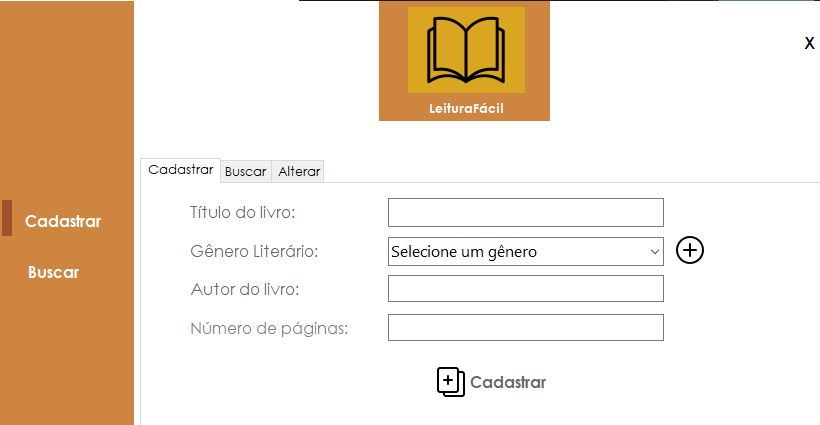 X
LeituraFácil
Cadastrar
Buscar
Cadastrar Buscar Alterar
Título do livro:
Gênero Literário: Selecione um gênero
Autor do livro:
Número de páginas:
Cadastrar